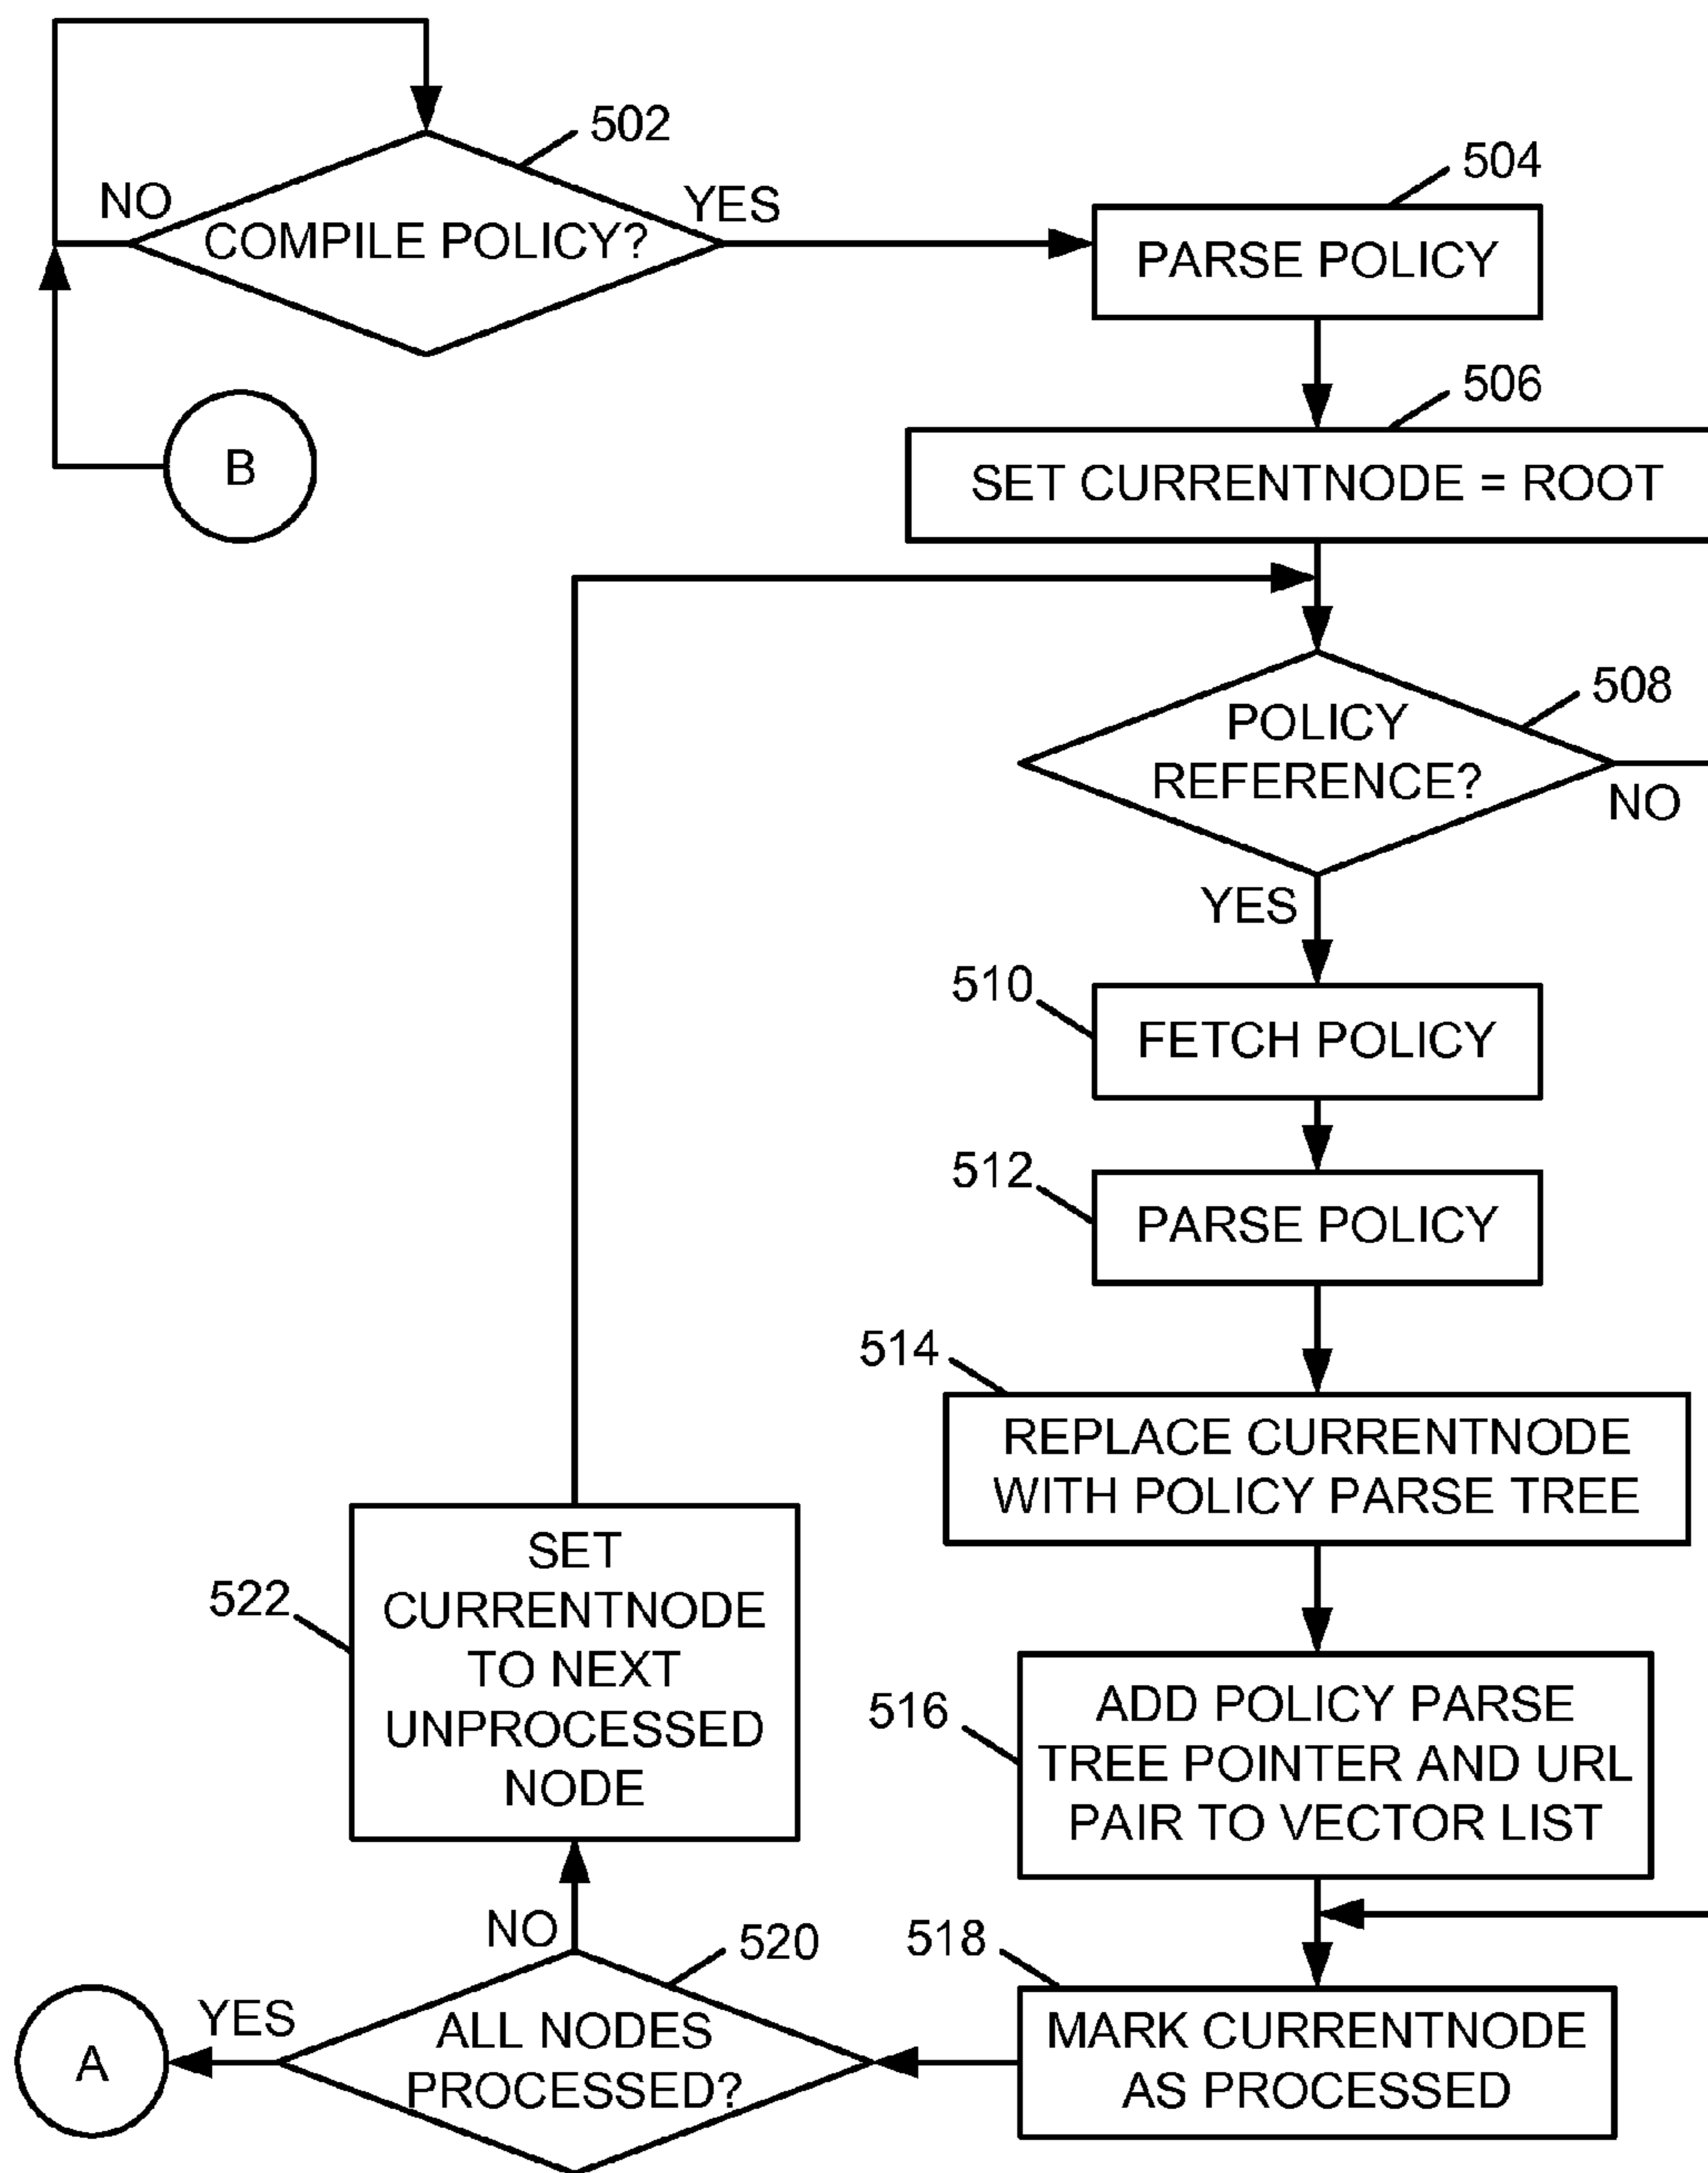 502
NO
YES
COMPILE POLICY?
504
PARSE POLICY
506
B
SET CURRENTNODE = ROOT
508
POLICY
REFERENCE?
NO
YES
510
FETCH POLICY
512
PARSE POLICY
514
REPLACE CURRENTNODE
WITH POLICY PARSE TREE
522
SET
CURRENTNODE
TO NEXT
UNPROCESSED
NODE
516
ADD POLICY PARSE
TREE POINTER AND URL
PAIR TO VECTOR LIST
NO
520
518
YES
A
ALL NODES
PROCESSED?
MARK CURRENTNODE
AS PROCESSED